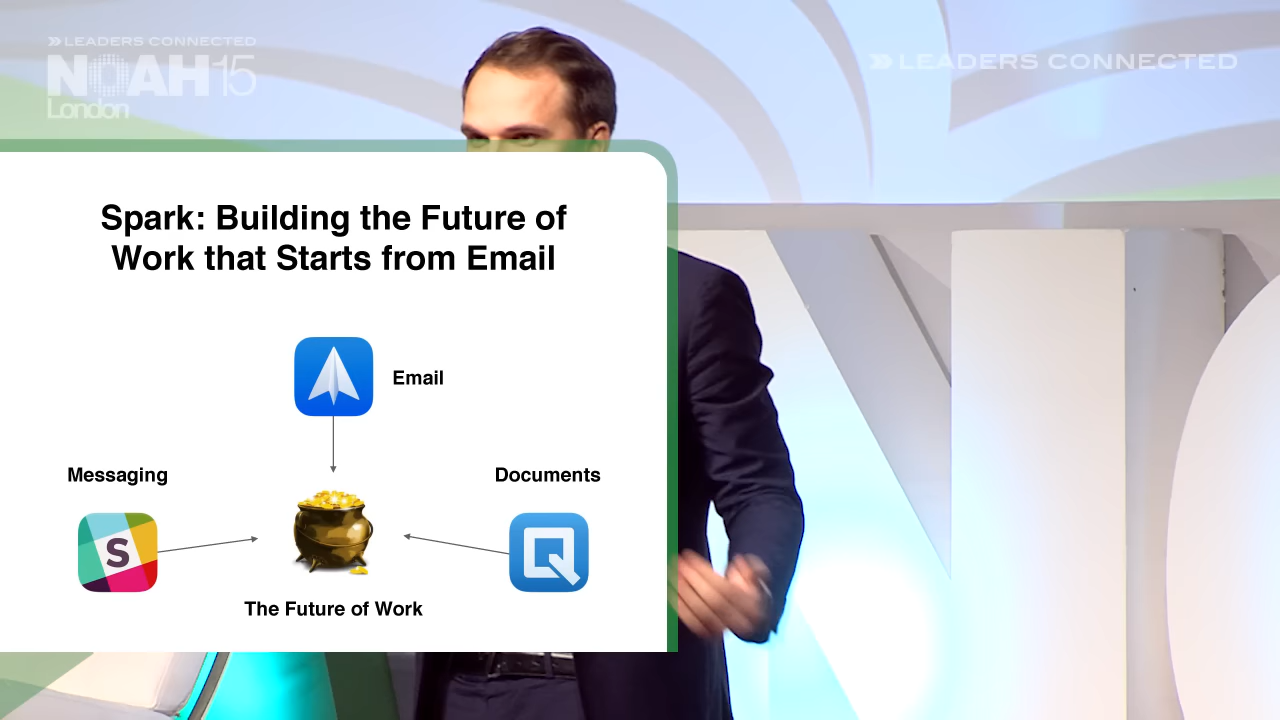 LEADERS CONNECTED
NOAH15
London
LEADERS CONNECTED
Spark: Building the Future of
Work that Starts from Email
Email
Messaging
Documents
S
The Future of Work